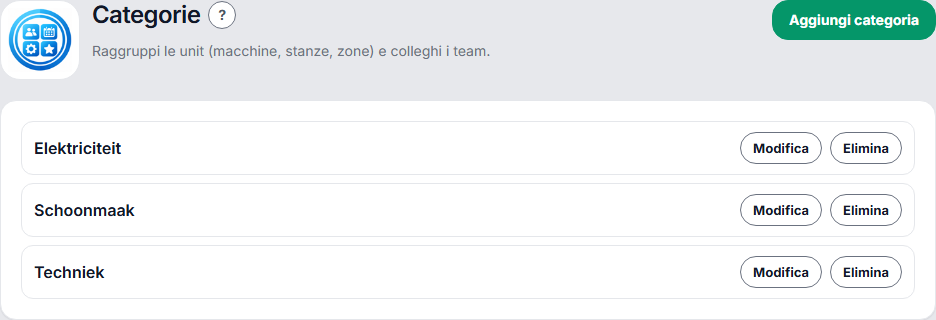 Categorie ?
Aggiungi categoria
Raggruppi le unit (macchine, stanze, zone) e colleghi i team.
Elektriciteit Modifica Elimina
Schoonmaak Modifica Elimina
Techniek Modifica Elimina